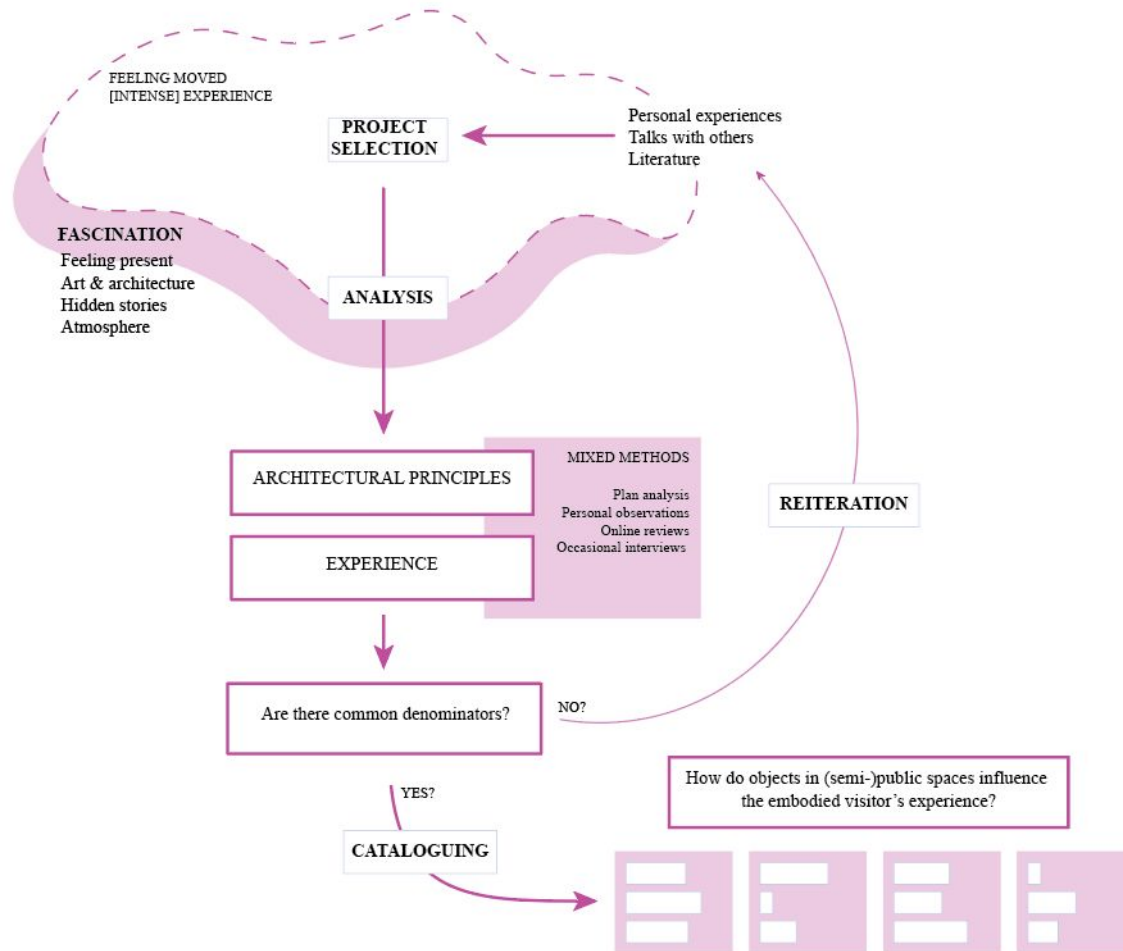 FEELING MOVED
[INTENSE] EXPERIENCE
PROJECT
SELECTION
Personal experiences
Talks with others
Literature
FASCINATION
Feeling present
Art & architecture
Hidden stories
Atmosphere
ANALYSIS
ARCHITECTURAL PRINCIPLES
EXPERIENCE
MIXED METHODS
Plan analysis
Personal observations
Online reviews
Occasional interviews
REITERATION
Are there common denominators?
NO?
YES?
CATALOGUING
How do objects in (semi-)public spaces influence
the embodied visitor’s experience?